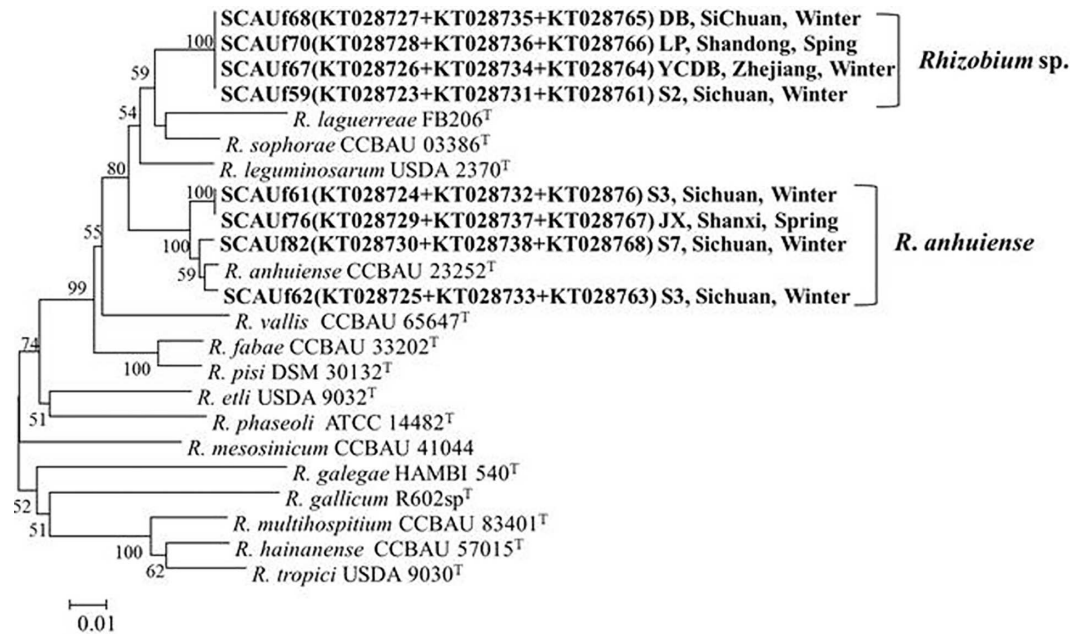 SCAUf68(KT028727+KT028735+KT028765) DB, SiChuan, Winter
100
SCAUf70(KT028728+KT028736+KT028766) LP, Shandong, Sping
Rhizobium sp.
59
SCAUf67(KT028726+KT028734+KT028764) YCDB, Zhejiang, Winter
SCAUf59(KT028723+KT028731+KT028761) S2, Sichuan, Winter
54
R. laguerreae FB206ᵀ
R. sophorae CCBAU 03386ᵀ
80
R. leguminosarum USDA 2370ᵀ
100
SCAUf61(KT028724+KT028732+KT02876) S3, Sichuan, Winter
SCAUf76(KT028729+KT028737+KT028767) JX, Shanxi, Spring
55
100
SCAUf82(KT028730+KT028738+KT028768) S7, Sichuan, Winter
R. anhuiense
59
R. anhuiense CCBAU 23252ᵀ
99
SCAUf62(KT028725+KT028733+KT028763) S3, Sichuan, Winter
R. vallis CCBAU 65647ᵀ
74
R. fabae CCBAU 33202ᵀ
100
R. pisi DSM 30132ᵀ
R. etli USDA 9032ᵀ
51
R. phaseoli ATCC 14482ᵀ
R. mesosinicum CCBAU 41044
R. galegae HAMBI 540ᵀ
52
R. gallicum R602spᵀ
51
R. multihospitium CCBAU 83401ᵀ
100
R. hainanense CCBAU 57015ᵀ
62
R. tropici USDA 9030ᵀ
0.01